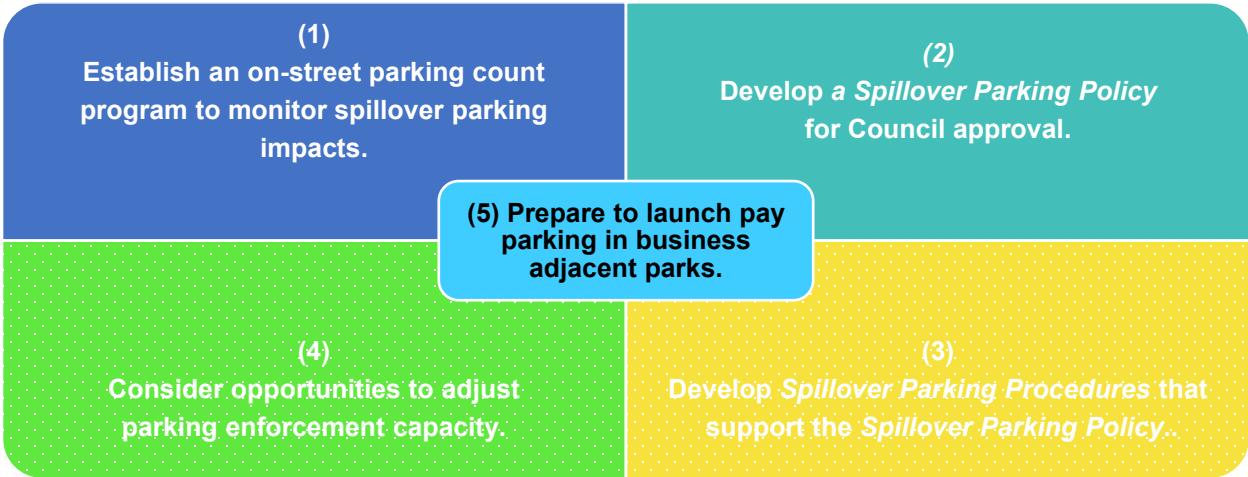 (1)
Establish an on-street parking count
program to monitor spillover parking
impacts.
(2)
Develop a Spillover Parking Policy
for Council approval.
(5) Prepare to launch pay
parking in business
adjacent parks.
(4)
Consider opportunities to adjust
parking enforcement capacity.
(3)
Develop Spillover Parking Procedures that
support the Spillover Parking Policy..